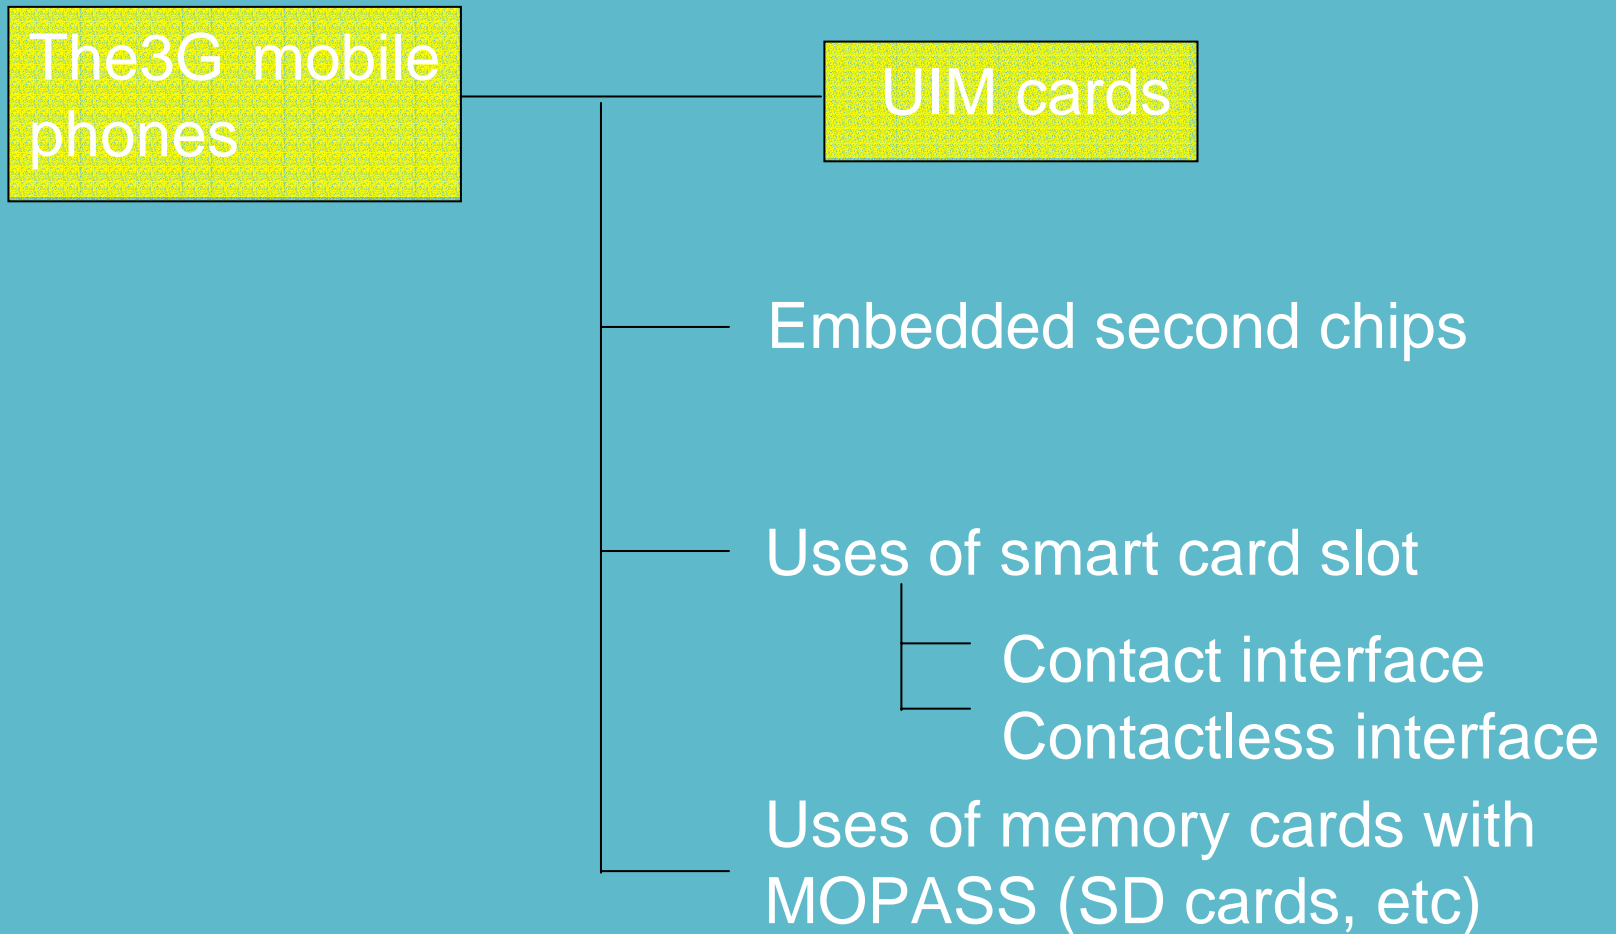 The3G mobile
phones
UIM cards
Embedded second chips
Uses of smart card slot
Contact interface
Contactless interface
Uses of memory cards with
MOPASS (SD cards, etc)